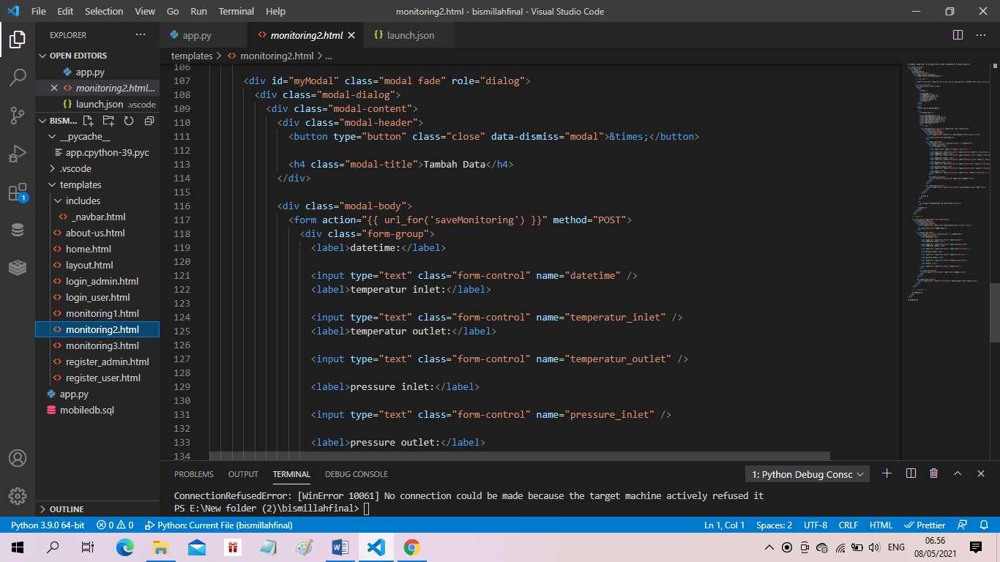 File Edit Selection View Go Run Terminal Help
monitoring2.html - bismillahfinal - Visual Studio Code
EXPLORER
OPEN EDITORS
app.py
monitoring2.html...
launch.json .vscode
BISM...
__pycache__
app.cpython-39.pyc
.vscode
templates
includes
_navbar.html
about-us.html
home.html
layout.html
login_admin.html
login_user.html
monitoring1.html
monitoring2.html
monitoring3.html
register_admin.html
register_user.html
app.py
mobiledb.sql
OUTLINE
1
app.py monitoring2.html launch.json
templates > monitoring2.html > ...
106
107 <div id="myModal" class="modal fade" role="dialog">
108 <div class="modal-dialog">
109 <div class="modal-content">
110 <div class="modal-header">
111 <button type="button" class="close" data-dismiss="modal">&times;</button>
112
113 <h4 class="modal-title">Tambah Data</h4>
114 </div>
115
116 <div class="modal-body">
117 <form action="{{ url_for('saveMonitoring') }}" method="POST">
118 <div class="form-group">
119 <label>datetime:</label>
120
121 <input type="text" class="form-control" name="datetime" />
122 <label>temperatur inlet:</label>
123
124 <input type="text" class="form-control" name="temperatur_inlet" />
125 <label>temperatur outlet:</label>
126
127 <input type="text" class="form-control" name="temperatur_outlet" />
128
129 <label>pressure inlet:</label>
130
131 <input type="text" class="form-control" name="pressure_inlet" />
132
133 <label>pressure outlet:</label>
134
PROBLEMS OUTPUT TERMINAL DEBUG CONSOLE
1: Python Debug Consc
ConnectionRefusedError: [WinError 10061] No connection could be made because the target machine actively refused it
PS E:\New folder (2)\bismillahfinal>
Python 3.9.0 64-bit 0 0 Python: Current File (bismillahfinal)
Ln 1, Col 1 Spaces: 2 UTF-8 CRLF HTML Prettier
ENG
06.56
08/05/2021